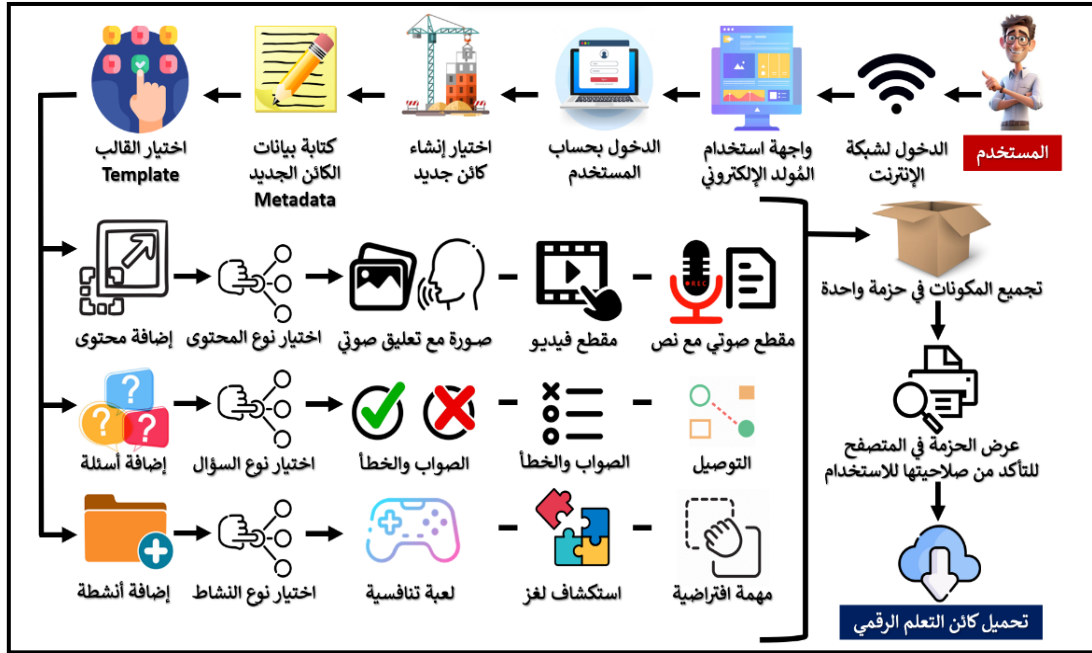 المستخدم
الدخول لشبكة
الإنترنت
واجهة استخدام
المُولد الإلكتروني
الدخول بحساب
المستخدم
اختيار إنشاء
كائن جديد
كتابة بيانات
الكائن الجديد
Metadata
اختيار القالب
Template
إضافة محتوى
اختيار نوع المحتوى
صورة مع تعليق صوتي
مقطع فيديو
REC
مقطع صوتي مع نص
إضافة أسئلة
اختيار نوع السؤال
الصواب والخطأ
الصواب والخطأ
التوصيل
إضافة أنشطة
اختيار نوع النشاط
لعبة تنافسية
استكشاف لغز
مهمة افتراضية
تجميع المكونات في حزمة واحدة
عرض الحزمة في المتصفح
للتأكد من صلاحيتها للاستخدام
تحميل كائن التعلم الرقمي